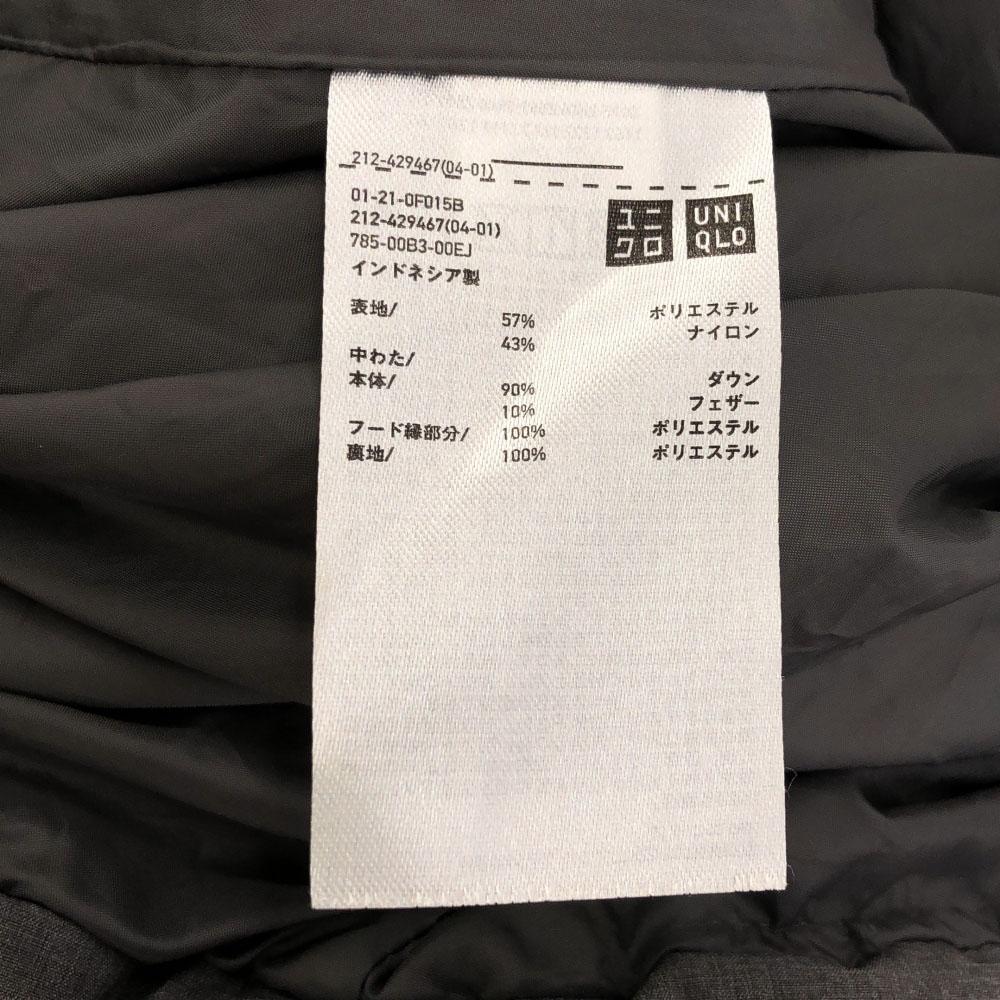 212-429467(04-01)
01-21-0F015B
212-429467(04-01)
785-00B3-00EJ
インドネシア製
ユニ
クロ
UNI
QLO
表地/ 57% ポリエステル
43% ナイロン
中わた/
本体/ 90% ダウン
10% フェザー
フード縁部分/ 100% ポリエステル
裏地/ 100% ポリエステル